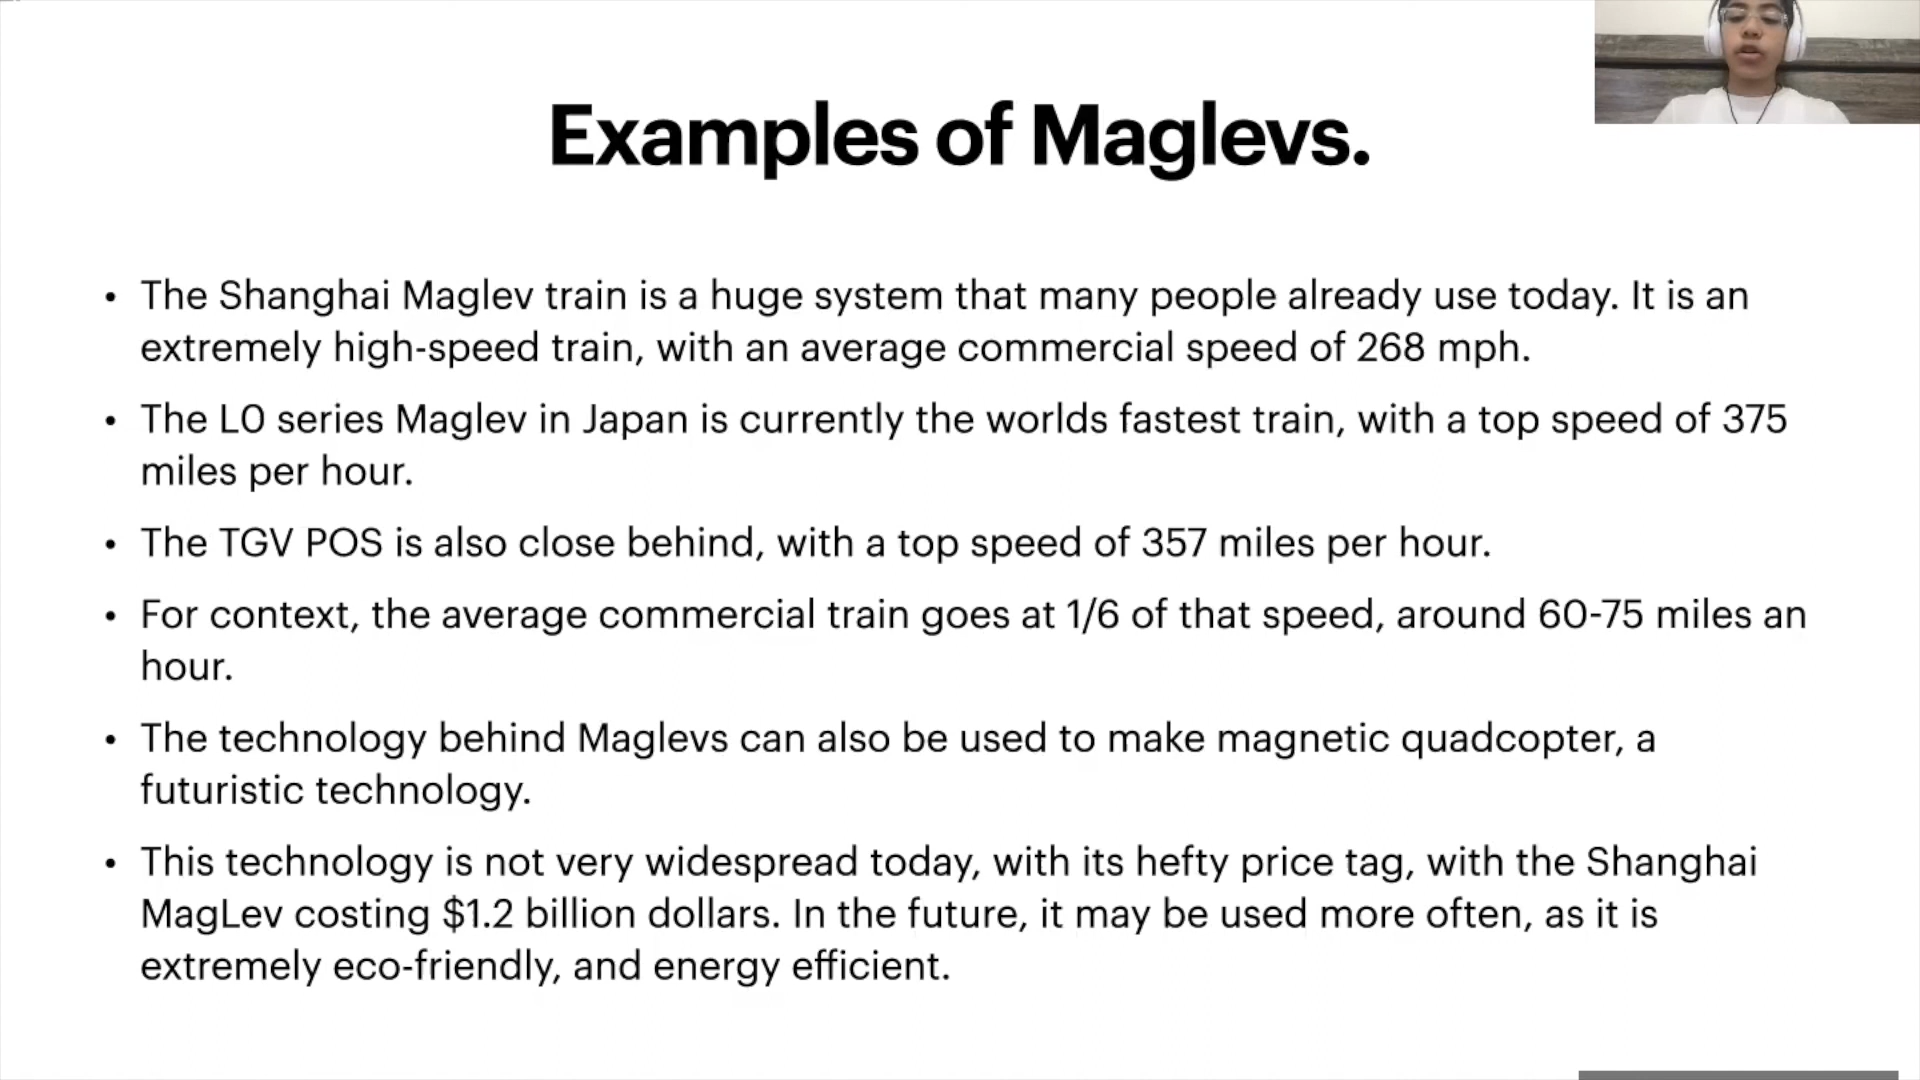 Examples of Maglevs.
• The Shanghai Maglev train is a huge system that many people already use today. It is an
extremely high-speed train, with an average commercial speed of 268 mph.
• The L0 series Maglev in Japan is currently the worlds fastest train, with a top speed of 375
miles per hour.
• The TGV POS is also close behind, with a top speed of 357 miles per hour.
• For context, the average commercial train goes at 1/6 of that speed, around 60-75 miles an
hour.
• The technology behind Maglevs can also be used to make magnetic quadcopter, a
futuristic technology.
• This technology is not very widespread today, with its hefty price tag, with the Shanghai
MagLev costing $1.2 billion dollars. In the future, it may be used more often, as it is
extremely eco-friendly, and energy efficient.